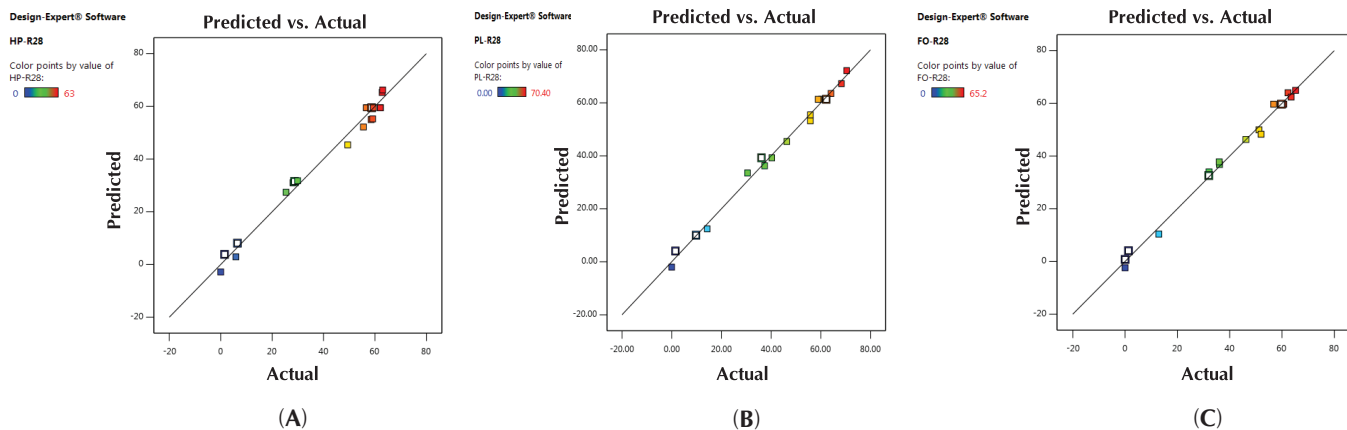 Design-Expert® Software
HP-R28
Color points by value of
HP-R28:
0 63
Predicted vs. Actual
80
60
40
20
0
-20
Predicted
-20 0 20 40 60 80
Actual
(A)
Design-Expert® Software
PL-R28
Color points by value of
PL-R28:
0.00 70.40
Predicted vs. Actual
80.00
60.00
40.00
20.00
0.00
-20.00
Predicted
-20.00 0.00 20.00 40.00 60.00 80.00
Actual
(B)
Design-Expert® Software
FO-R28
Color points by value of
FO-R28:
0 65.2
Predicted vs. Actual
80
60
40
20
0
-20
Predicted
-20 0 20 40 60 80
Actual
(C)